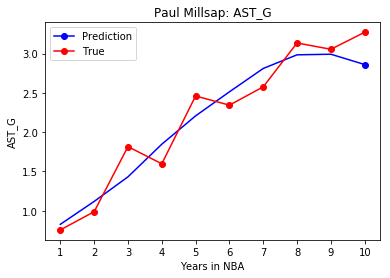 Paul Millsap: AST_G
Prediction
True
3.0
2.5
2.0
1.5
1.0
AST_G
1 2 3 4 5 6 7 8 9 10
Years in NBA